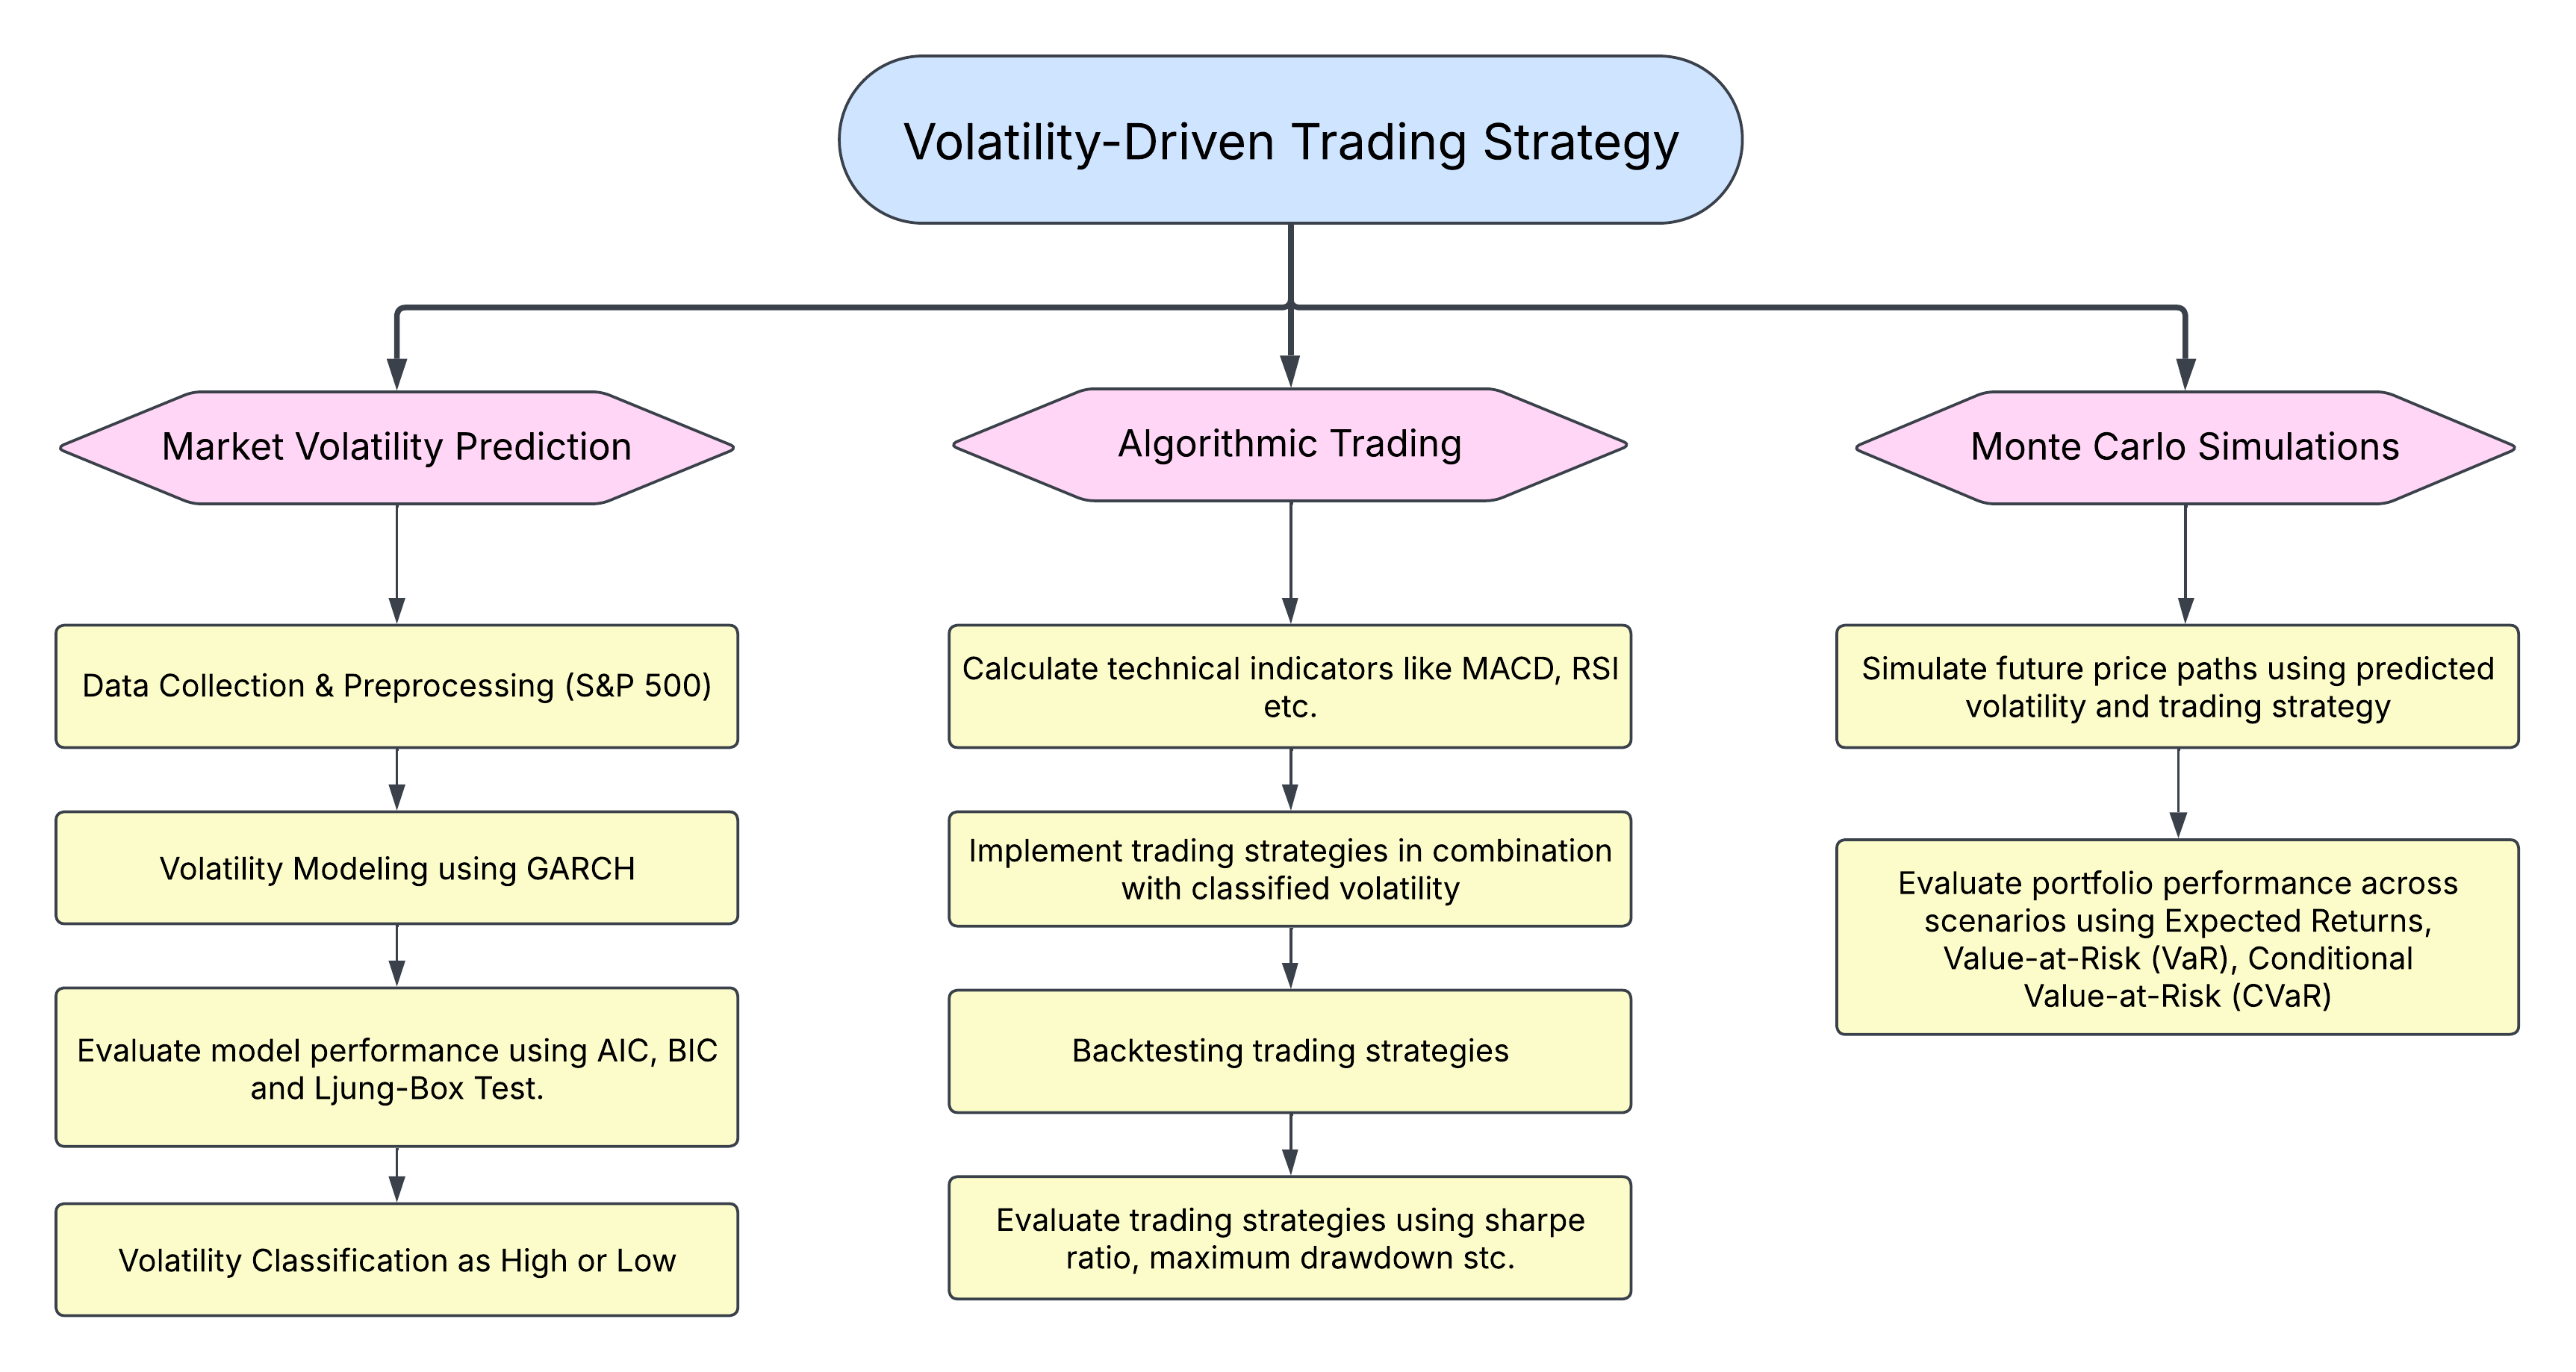 Volatility-Driven Trading Strategy
Market Volatility Prediction
Data Collection & Preprocessing (S&P 500)
Volatility Modeling using GARCH
Evaluate model performance using AIC, BIC
and Ljung-Box Test.
Volatility Classification as High or Low
Algorithmic Trading
Calculate technical indicators like MACD, RSI
etc.
Implement trading strategies in combination
with classified volatility
Backtesting trading strategies
Evaluate trading strategies using sharpe
ratio, maximum drawdown stc.
Monte Carlo Simulations
Simulate future price paths using predicted
volatility and trading strategy
Evaluate portfolio performance across
scenarios using Expected Returns,
Value-at-Risk (VaR), Conditional
Value-at-Risk (CVaR)